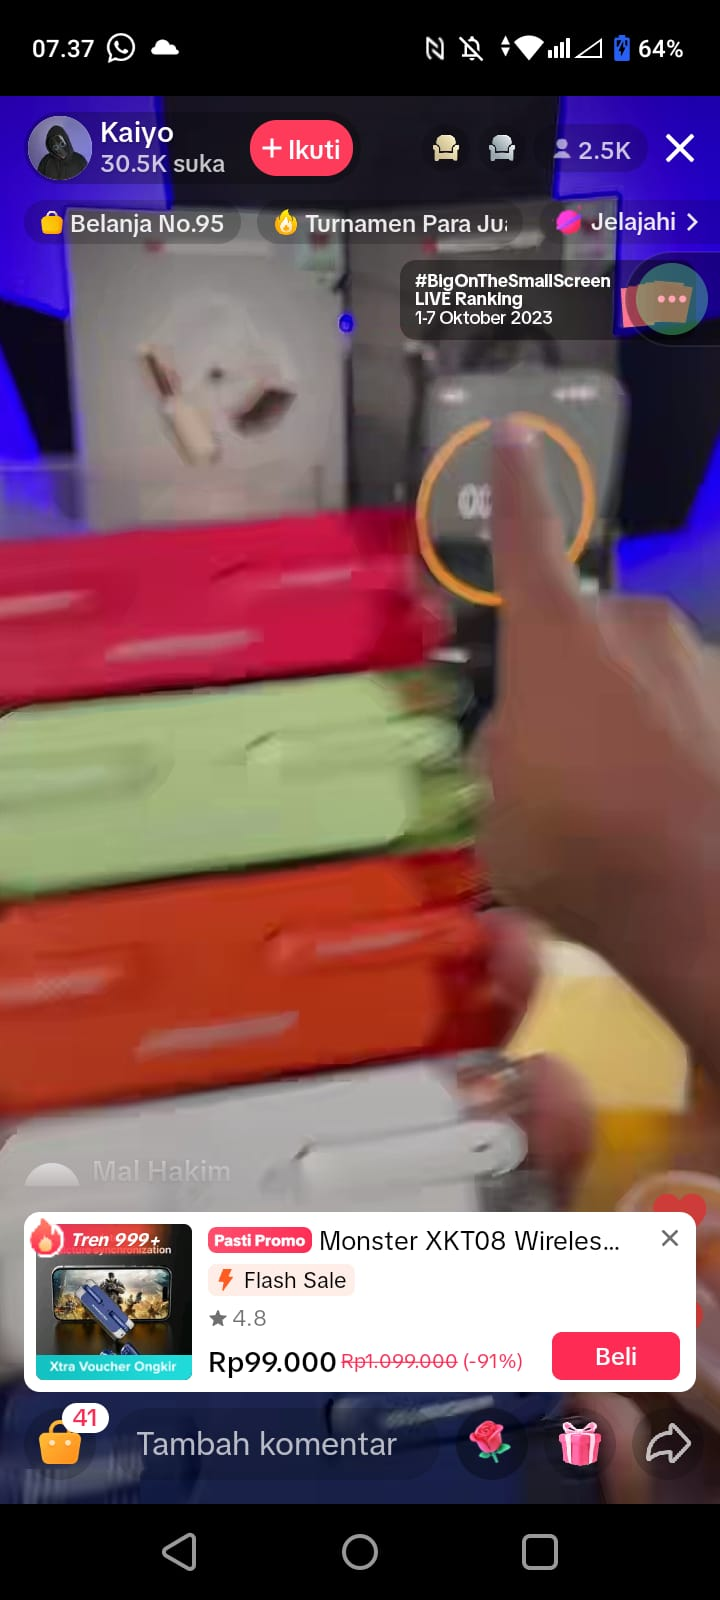 07.37
64%
Kaiyo
30.5K suka
+ Ikuti
2.5K
Belanja No.95
Turnamen Para Ju
Jelajahi >
#BigOnTheSmallScreen
LIVE Ranking
1-7 Oktober 2023
Mal Hakim
Tren 999+
synchronization
Xtra Voucher Ongkir
Pasti Promo Monster XKT08 Wireles...
Flash Sale
4.8
Rp99.000 Rp1.099.000 (-91%)
Beli
41
Tambah komentar